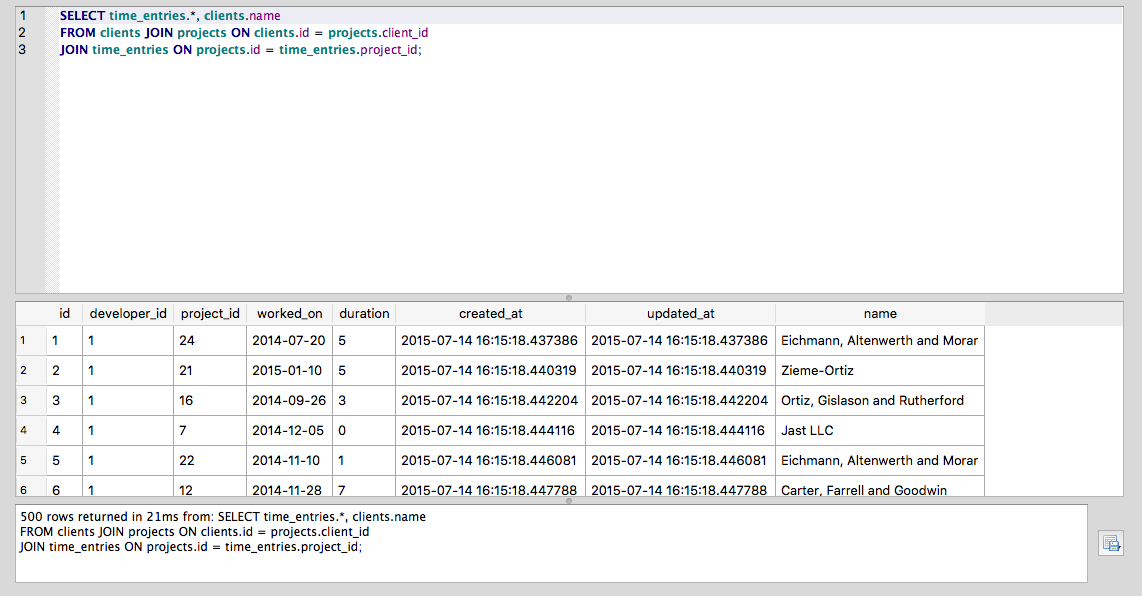 1 SELECT time_entries.*, clients.name
2 FROM clients JOIN projects ON clients.id = projects.client_id
3 JOIN time_entries ON projects.id = time_entries.project_id;
id developer_id project_id worked_on duration created_at updated_at name
1 1 1 24 2014-07-20 5 2015-07-14 16:15:18.437386 2015-07-14 16:15:18.437386 Eichmann, Altenwerth and Morar
2 2 1 21 2015-01-10 5 2015-07-14 16:15:18.440319 2015-07-14 16:15:18.440319 Zieme-Ortiz
3 3 1 16 2014-09-26 3 2015-07-14 16:15:18.442204 2015-07-14 16:15:18.442204 Ortiz, Gislason and Rutherford
4 4 1 7 2014-12-05 0 2015-07-14 16:15:18.444116 2015-07-14 16:15:18.444116 Jast LLC
5 5 1 22 2014-11-10 1 2015-07-14 16:15:18.446081 2015-07-14 16:15:18.446081 Eichmann, Altenwerth and Morar
6 6 1 12 2014-11-28 7 2015-07-14 16:15:18.447788 2015-07-14 16:15:18.447788 Carter, Farrell and Goodwin
500 rows returned in 21ms from: SELECT time_entries.*, clients.name
FROM clients JOIN projects ON clients.id = projects.client_id
JOIN time_entries ON projects.id = time_entries.project_id;